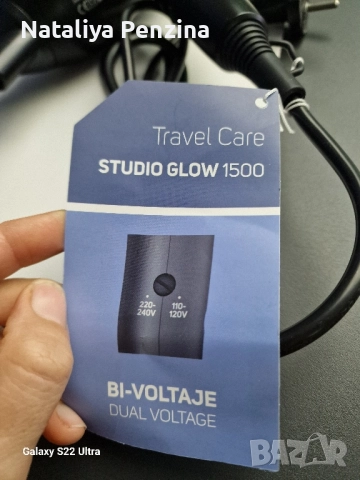 Nataliya Penzina
Travel Care
STUDIO GLOW 1500
220-
240V
110-
120V
BI-VOLTAJE
DUAL VOLTAGE
Galaxy S22 Ultra
BAZAR